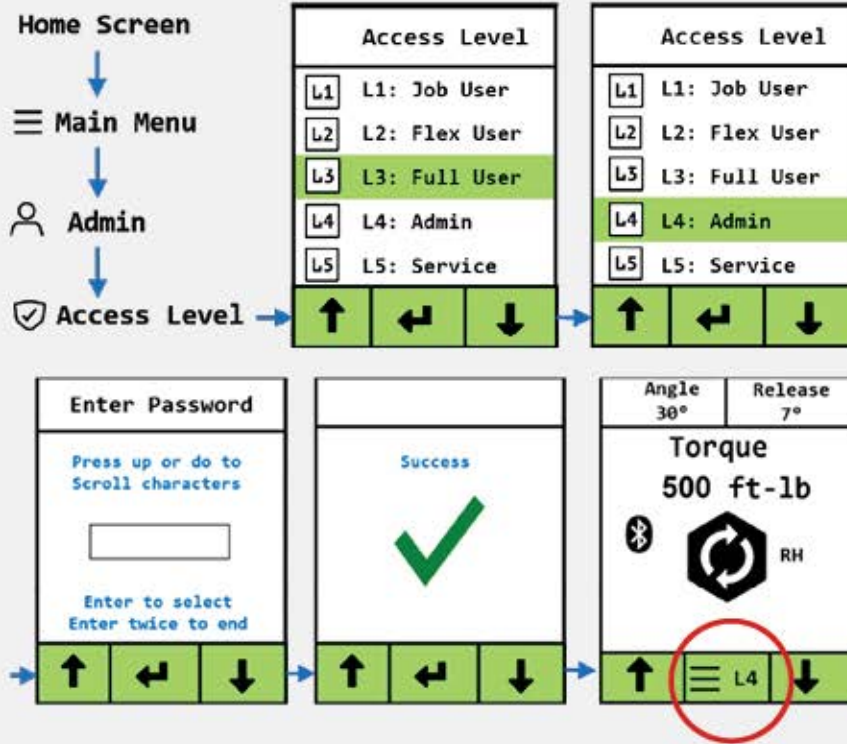 Home Screen
Main Menu
Admin
Access Level
Access Level
L1 L1: Job User
L2 L2: Flex User
L3 L3: Full User
L4 L4: Admin
L5 L5: Service
Access Level
L1 L1: Job User
L2 L2: Flex User
L3 L3: Full User
L4 L4: Admin
L5 L5: Service
Enter Password
Press up or do to
Scroll characters
Enter to select
Enter twice to end
Success
Angle
30°
Release
7°
Torque
500 ft-lb
RH
L4